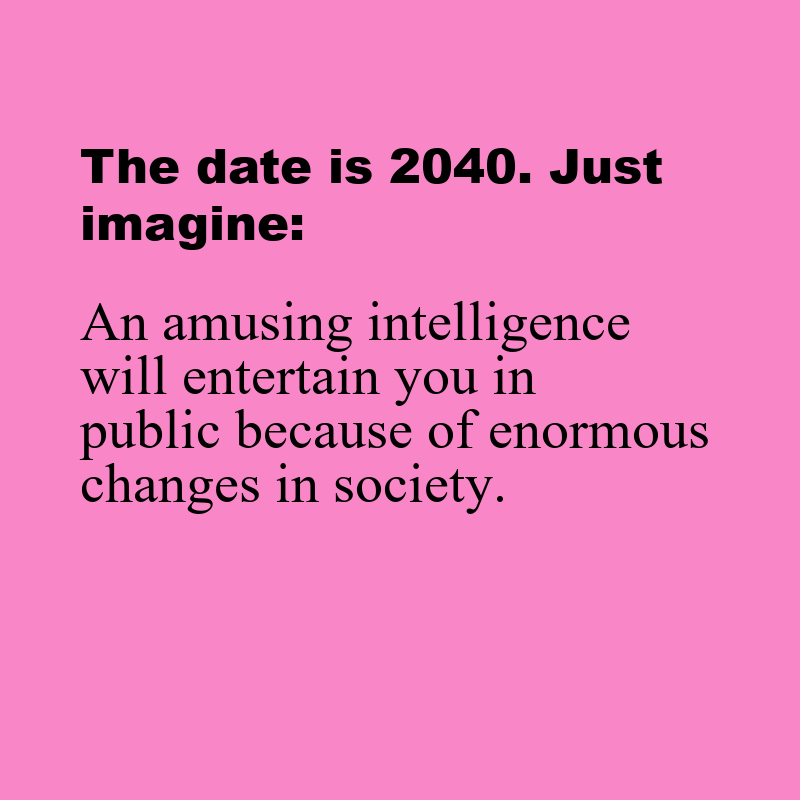 The date is 2040. Just
imagine:
An amusing intelligence
will entertain you in
public because of enormous
changes in society.